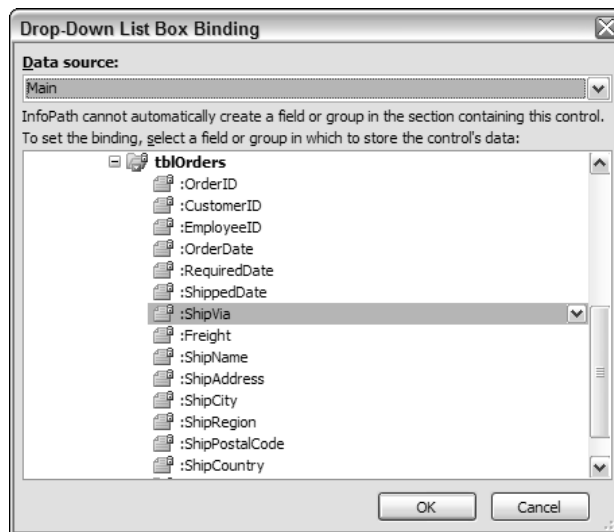 Drop-Down List Box Binding
Data source:
Main
InfoPath cannot automatically create a field or group in the section containing this control.
To set the binding, select a field or group in which to store the control's data:
tblOrders
:OrderID
:CustomerID
:EmployeeID
:OrderDate
:RequiredDate
:ShippedDate
:ShipVia
:Freight
:ShipName
:ShipAddress
:ShipCity
:ShipRegion
:ShipPostalCode
:ShipCountry
OK Cancel